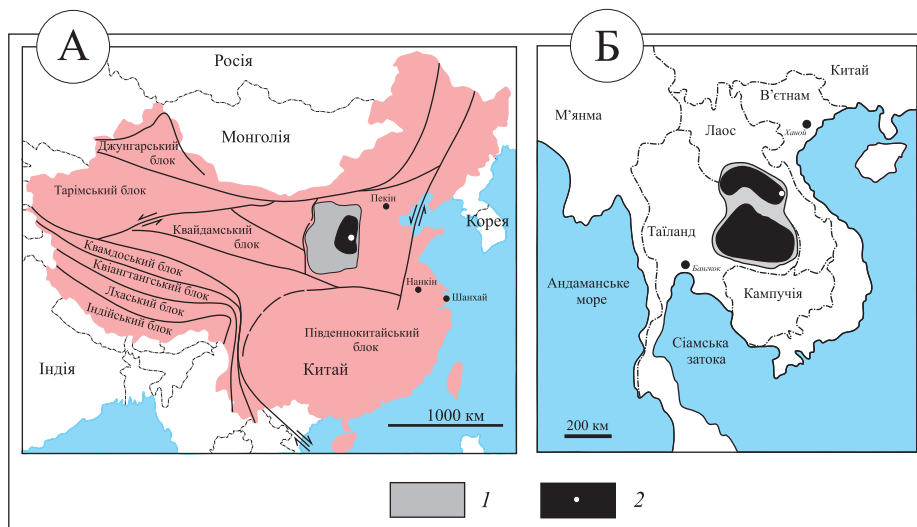 А
Росія
Монголія
Джунгарський
блок
Тарімський блок
Пекін
Корея
Квайдамський
блок
Квамдоський блок
Квіангтангський блок
Лхаський блок
Індійський блок
Нанкін
Шанхай
Південнокитайський
блок
Індія
Китай
1000 км
Б
Китай
В'єтнам
М'янма
Ханой
Лаос
Таїланд
Бангкок
Андаманське
море
Кампучія
Сіамська
затока
200 км
1
2